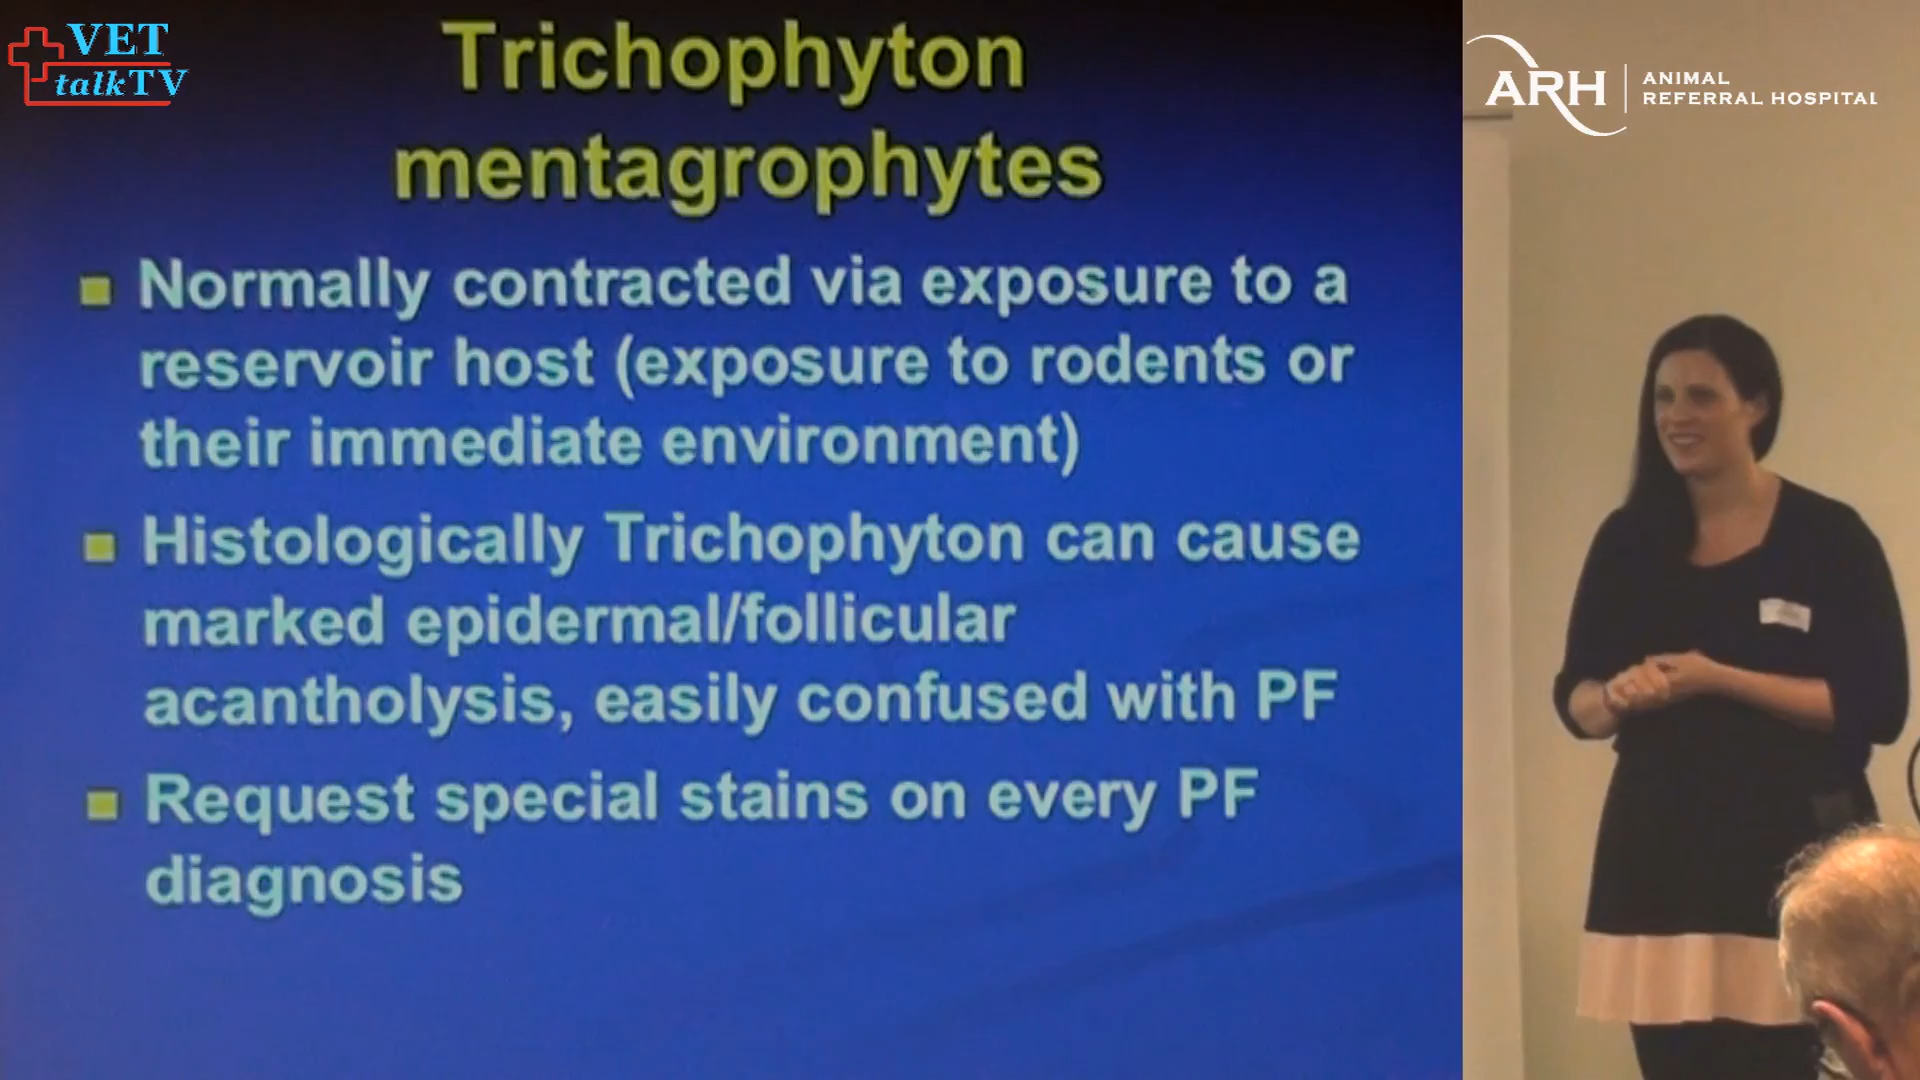 VET
talkTV
Trichophyton
mentagrophytes
Normally contracted via exposure to a
reservoir host (exposure to rodents or
their immediate environment)
Histologically Trichophyton can cause
marked epidermal/follicular
acantholysis, easily confused with PF
Request special stains on every PF
diagnosis
ARH
ANIMAL
REFERRAL HOSPITAL